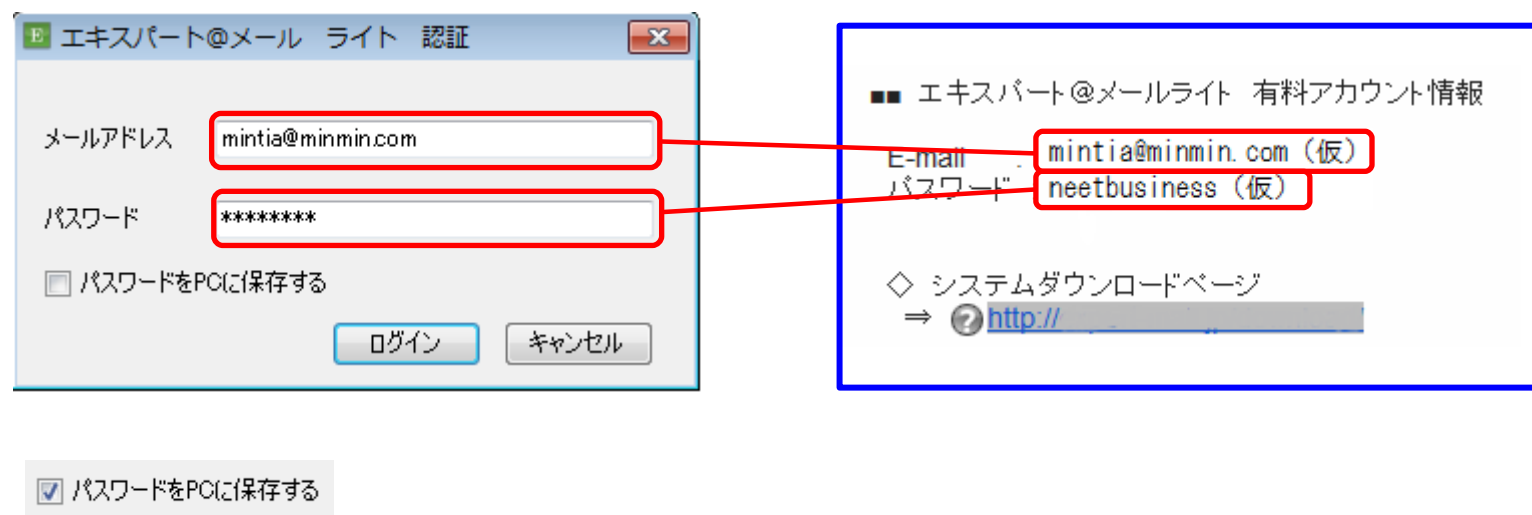 エキスパート@メール ライト 認証
メールアドレス
mintia@minmin.com
パスワード
********
パスワードをPCに保存する
ログイン
キャンセル
■■ エキスパート@メールライト 有料アカウント情報
E-mail : mintia@minmin.com（仮）
パスワード neetbusiness（仮）
◇ システムダウンロードページ
⇒ http://
パスワードをPCに保存する